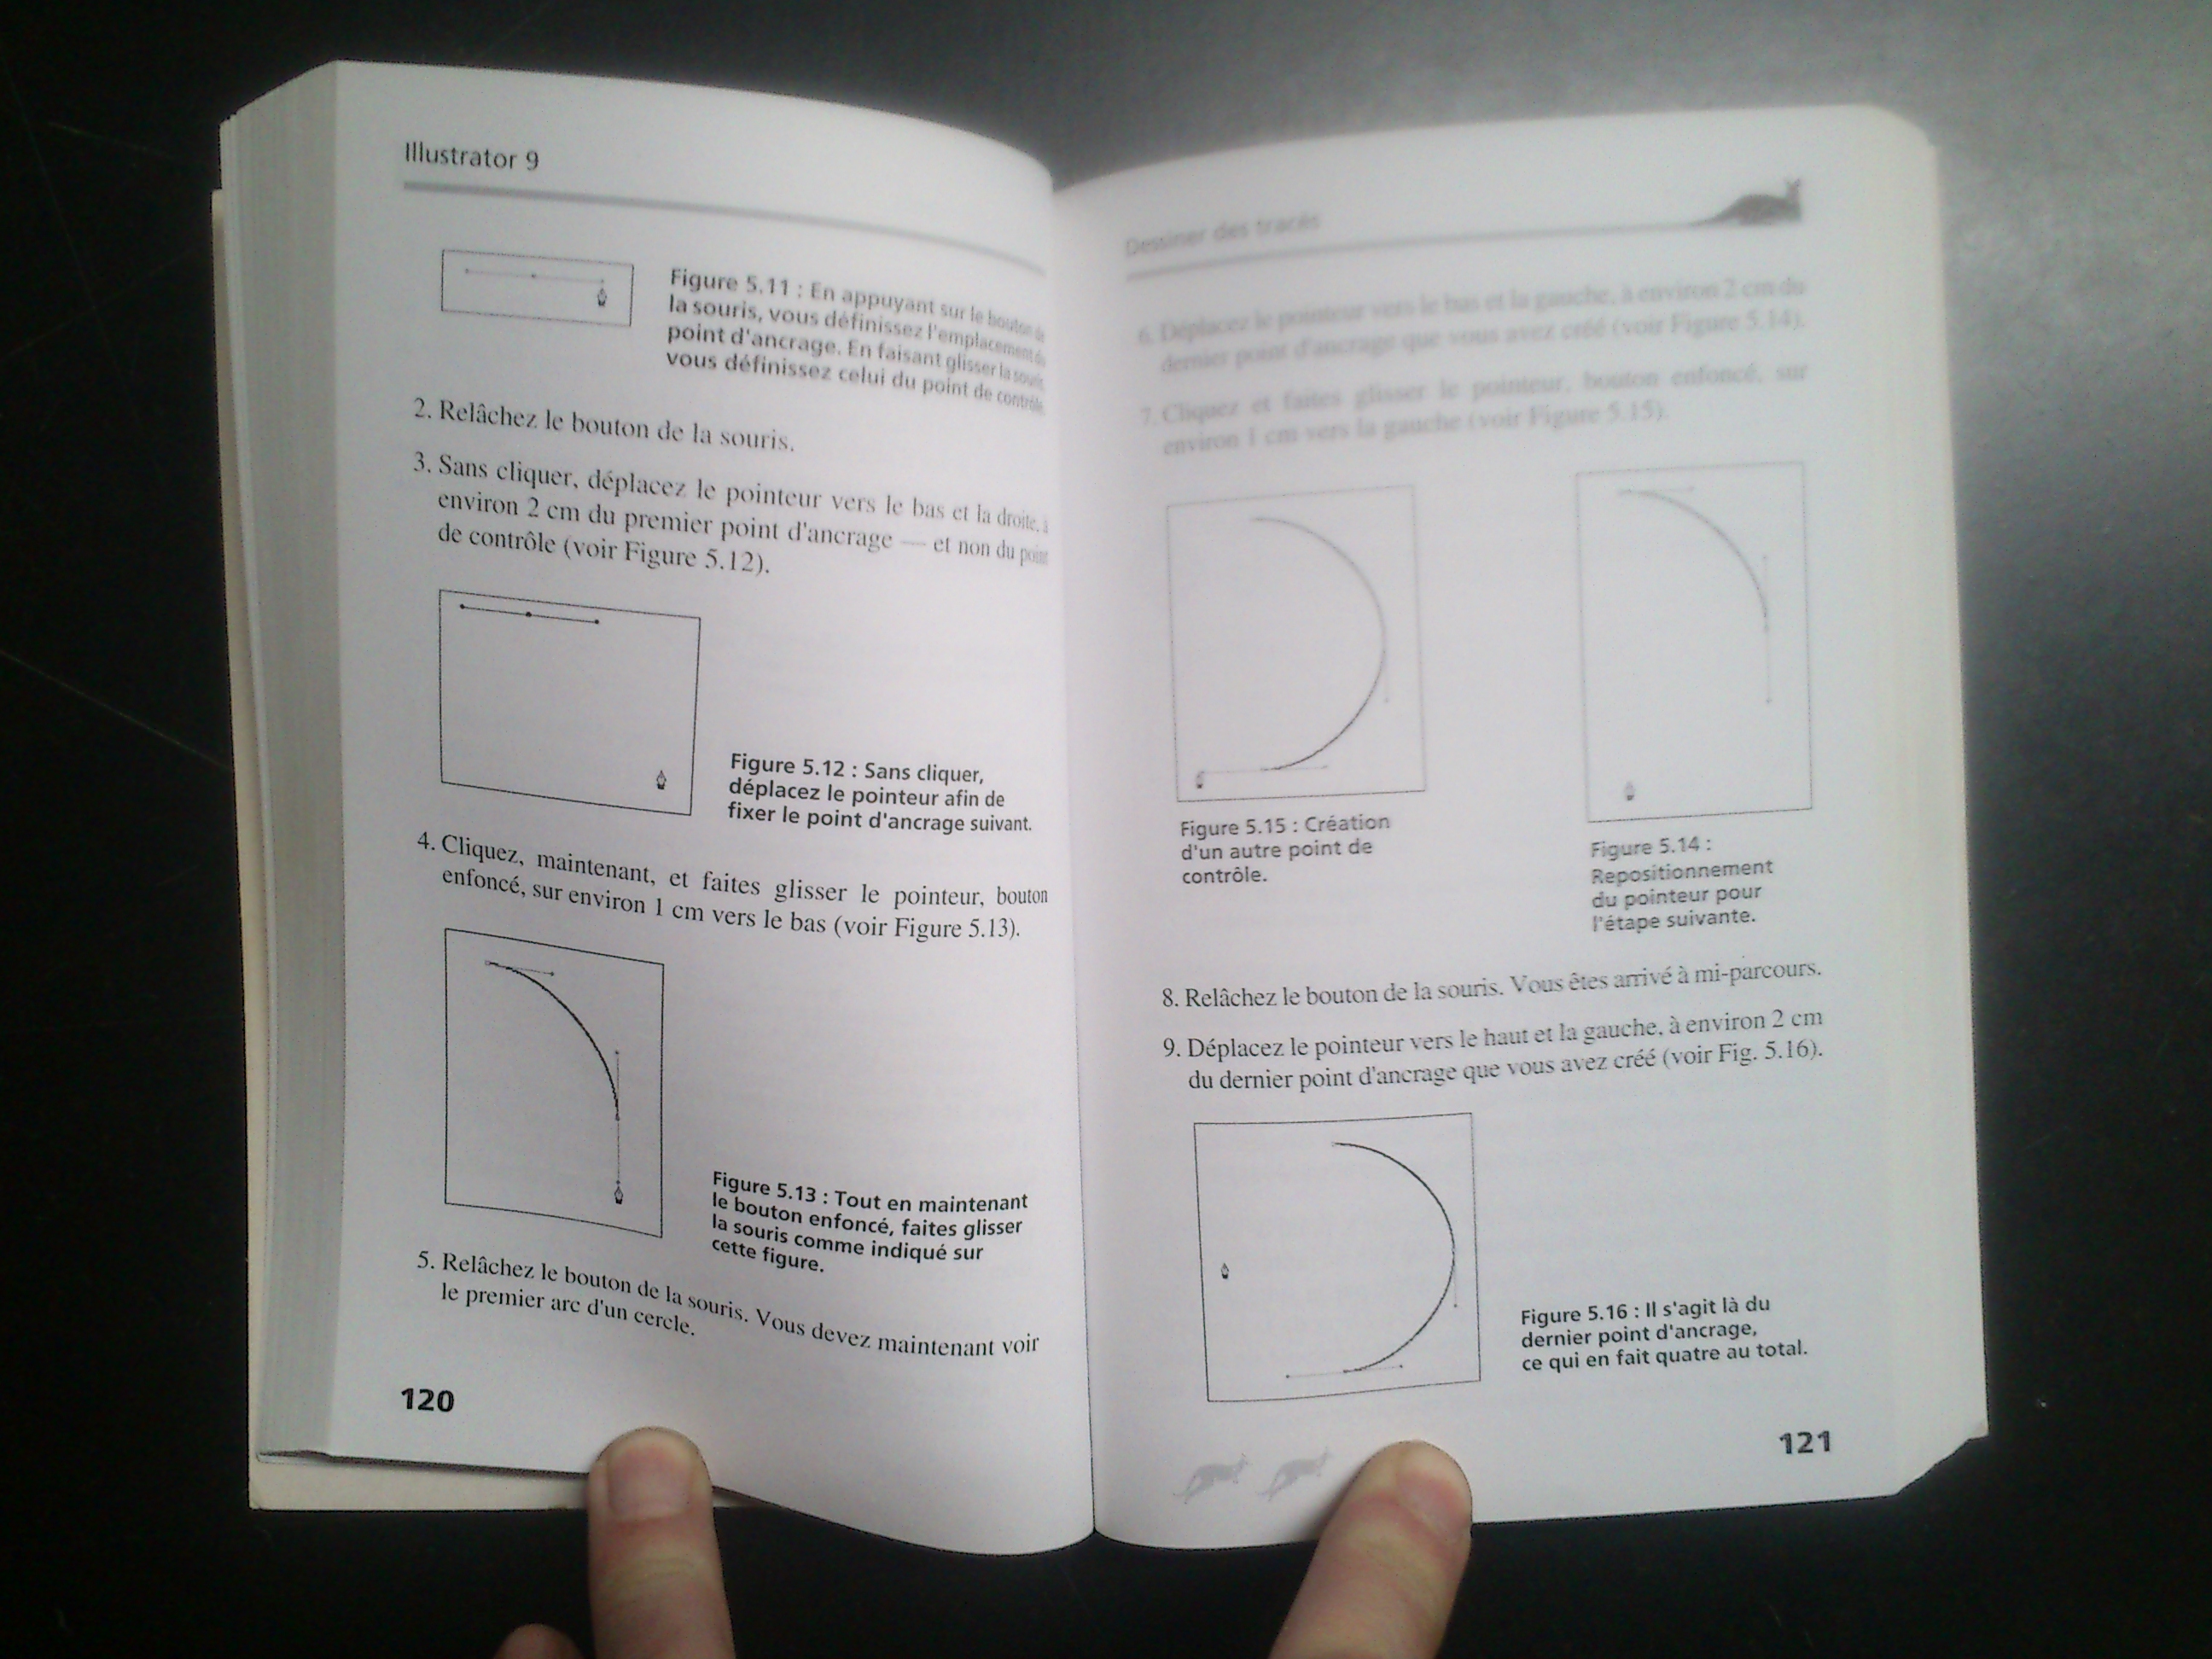 Illustrator 9
Figure 5.11 : En appuyant sur le bouton de
la souris, vous définissez l'emplacement du
point d'ancrage. En faisant glisser la souris,
vous définissez celui du point de contrôle.
2. Relâchez le bouton de la souris.
3. Sans cliquer, déplacez le pointeur vers le bas et la droite, à
environ 2 cm du premier point d'ancrage — et non du point
de contrôle (voir Figure 5.12).
Figure 5.12 : Sans cliquer,
déplacez le pointeur afin de
fixer le point d'ancrage suivant.
4. Cliquez, maintenant, et faites glisser le pointeur, bouton
enfoncé, sur environ 1 cm vers le bas (voir Figure 5.13).
Figure 5.13 : Tout en maintenant
le bouton enfoncé, faites glisser
la souris comme indiqué sur
cette figure.
5. Relâchez le bouton de la souris. Vous devez maintenant voir
le premier arc d'un cercle.
120
Dessiner des tracés
6. Déplacez le pointeur vers le bas et la gauche, à environ 2 cm du
dernier point d'ancrage que vous avez créé (voir Figure 5.14).
7. Cliquez et faites glisser le pointeur, bouton enfoncé, sur
environ 1 cm vers la gauche (voir Figure 5.15).
Figure 5.15 : Création
d'un autre point de
contrôle.
Figure 5.14 :
Repositionnement
du pointeur pour
l'étape suivante.
8. Relâchez le bouton de la souris. Vous êtes arrivé à mi-parcours.
9. Déplacez le pointeur vers le haut et la gauche, à environ 2 cm
du dernier point d'ancrage que vous avez créé (voir Fig. 5.16).
Figure 5.16 : Il s'agit là du
dernier point d'ancrage,
ce qui en fait quatre au total.
121